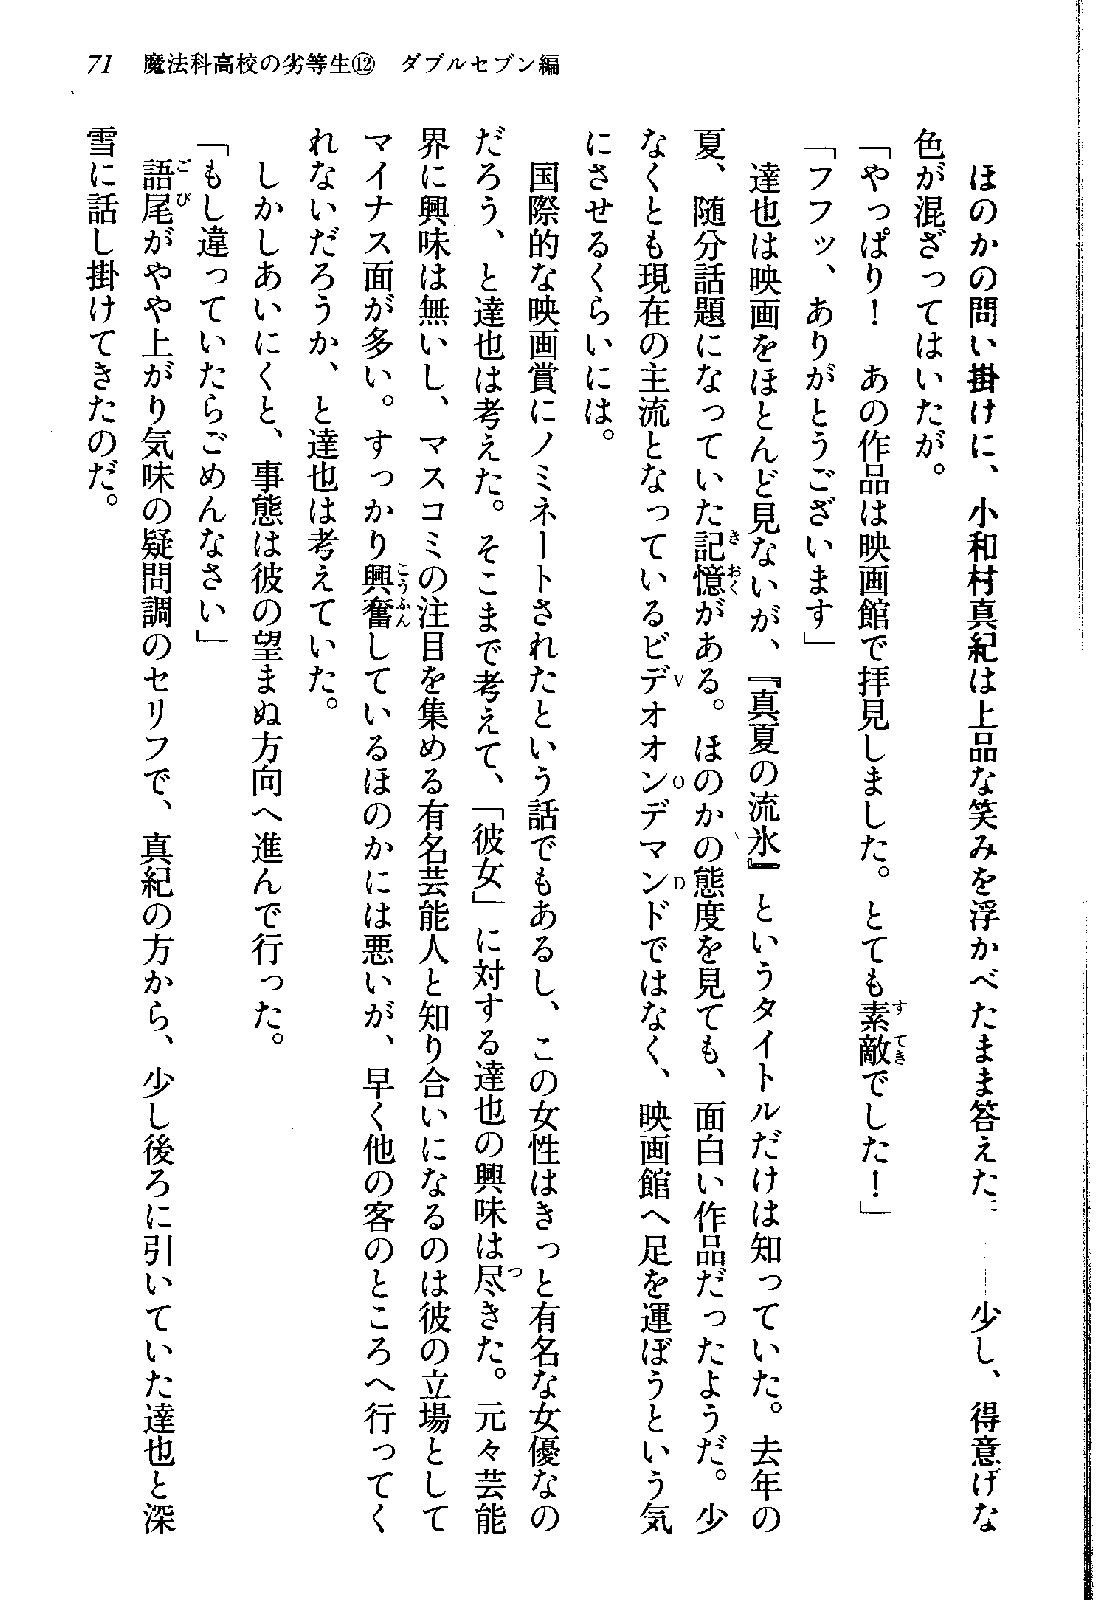 71　魔法科高校の劣等生⑫　ダブルセブン編
ほのかの問い掛けに、小和村真紀は上品な笑みを浮かべたまま答えた。――少し、得意げな
色が混ざってはいたが。
「やっぱり！　あの作品は映画館で拝見しました。とても素敵でした！」
「フフッ、ありがとうございます」
達也は映画をほとんど見ないが、『真夏の流氷』というタイトルだけは知っていた。去年の
夏、随分話題になっていた記憶がある。ほのかの態度を見ても、面白い作品だったようだ。少
なくとも現在の主流となっているビデオオンデマンドではなく、映画館へ足を運ぼうという気
にさせるくらいには。
国際的な映画賞にノミネートされたという話でもあるし、この女性はきっと有名な女優なの
だろう、と達也は考えた。そこまで考えて、「彼女」に対する達也の興味は尽きた。元々芸能
界に興味は無いし、マスコミの注目を集める有名芸能人と知り合いになるのは彼の立場として
マイナス面が多い。すっかり興奮しているほのかには悪いが、早く他の客のところへ行ってく
れないだろうか、と達也は考えていた。
しかしあいにくと、事態は彼の望まぬ方向へ進んで行った。
「もし違っていたらごめんなさい」
語尾がやや上がり気味の疑問調のセリフで、真紀の方から、少し後ろに引いていた達也と深
雪に話し掛けてきたのだ。